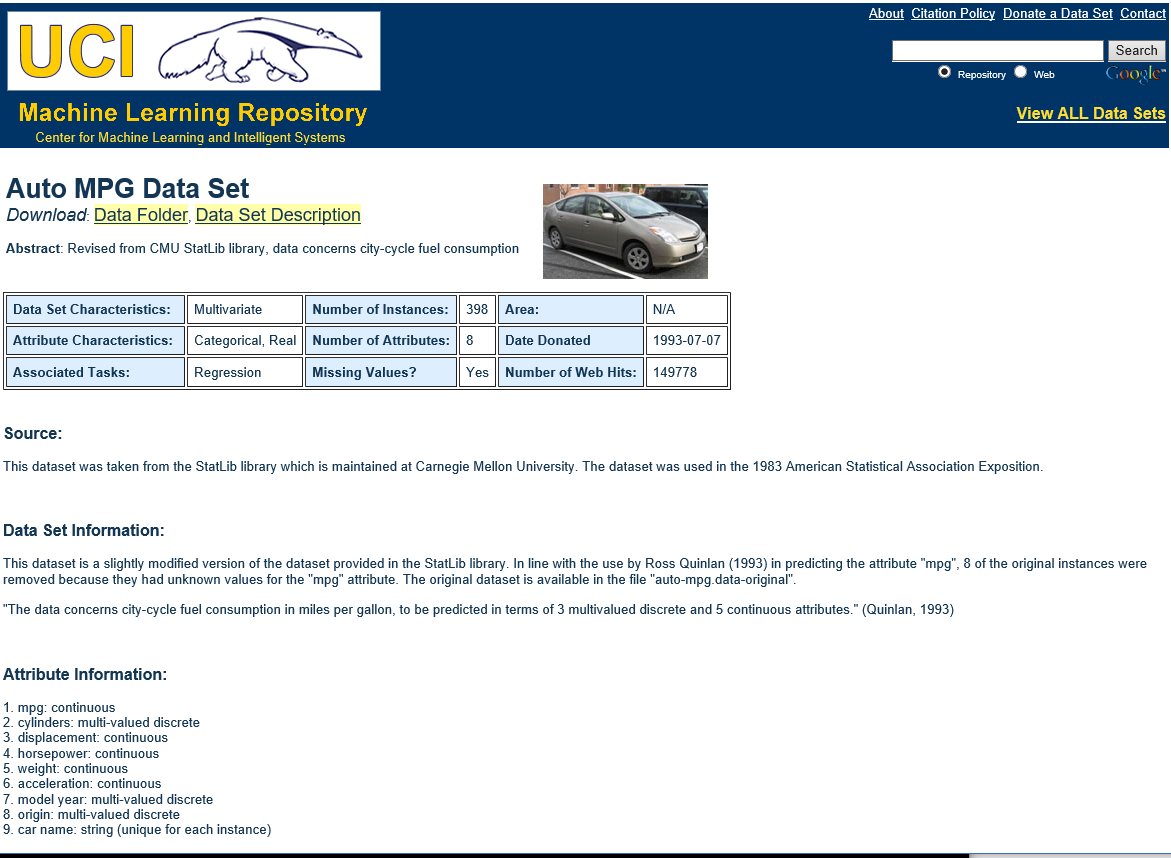 About Citation Policy Donate a Data Set Contact
UCI
Search
Repository Web Google™
Machine Learning Repository
View ALL Data Sets
Center for Machine Learning and Intelligent Systems
Auto MPG Data Set
Download: Data Folder, Data Set Description
Abstract: Revised from CMU StatLib library, data concerns city-cycle fuel consumption
Data Set Characteristics: Multivariate Number of Instances: 398 Area: N/A
Attribute Characteristics: Categorical, Real Number of Attributes: 8 Date Donated 1993-07-07
Associated Tasks: Regression Missing Values? Yes Number of Web Hits: 149778
Source:
This dataset was taken from the StatLib library which is maintained at Carnegie Mellon University. The dataset was used in the 1983 American Statistical Association Exposition.
Data Set Information:
This dataset is a slightly modified version of the dataset provided in the StatLib library. In line with the use by Ross Quinlan (1993) in predicting the attribute "mpg", 8 of the original instances were
removed because they had unknown values for the "mpg" attribute. The original dataset is available in the file "auto-mpg.data-original".
"The data concerns city-cycle fuel consumption in miles per gallon, to be predicted in terms of 3 multivalued discrete and 5 continuous attributes." (Quinlan, 1993)
Attribute Information:
1. mpg: continuous
2. cylinders: multi-valued discrete
3. displacement: continuous
4. horsepower: continuous
5. weight: continuous
6. acceleration: continuous
7. model year: multi-valued discrete
8. origin: multi-valued discrete
9. car name: string (unique for each instance)